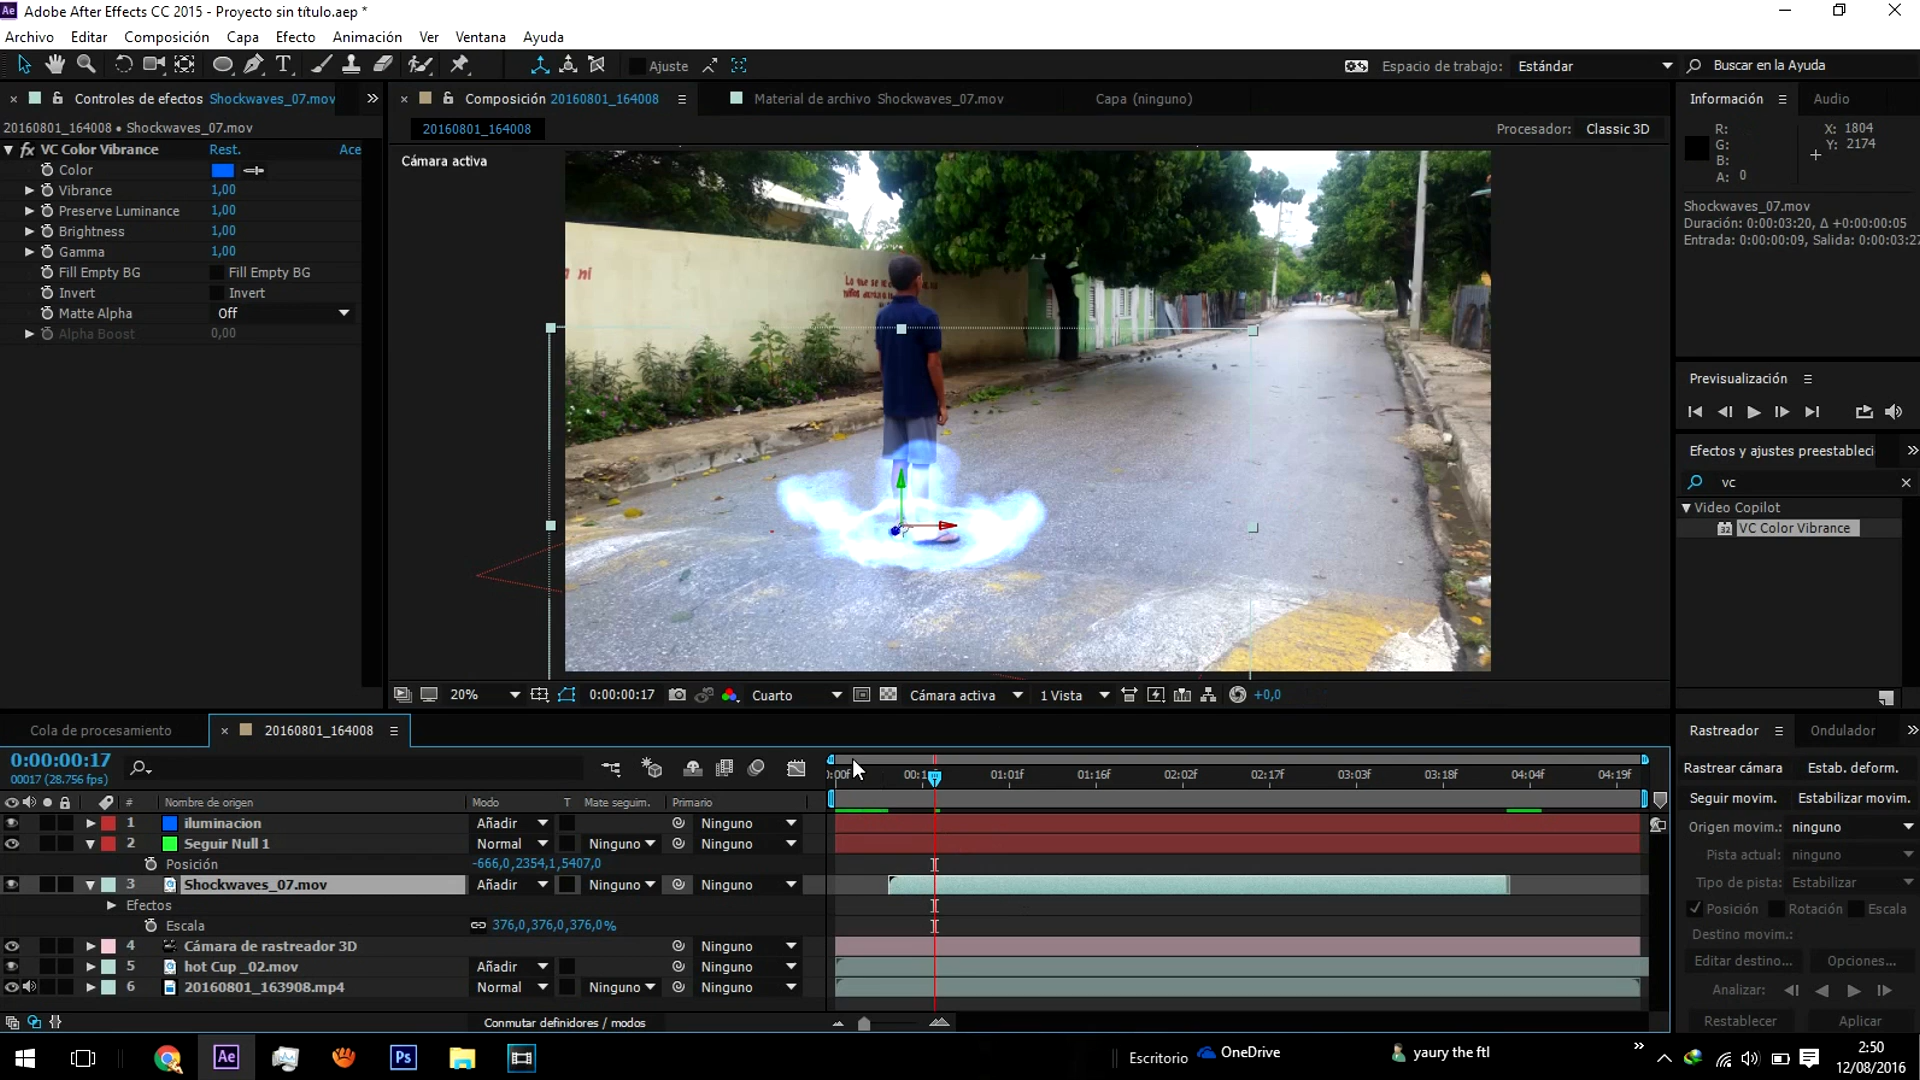 Adobe After Effects CC 2015 - Proyecto sin título.aep *
Archivo Editar Composición Capa Efecto Animación Ver Ventana Ayuda
Ajuste
Espacio de trabajo: Estándar
Buscar en la Ayuda
Controles de efectos Shockwaves_07.mov
20160801_164008 • Shockwaves_07.mov
fx VC Color Vibrance Rest. Ace
Color
Vibrance 1,00
Preserve Luminance 1,00
Brightness 1,00
Gamma 1,00
Fill Empty BG Fill Empty BG
Invert Invert
Matte Alpha Off
Alpha Boost 0,00
Composición 20160801_164008
Material de archivo Shockwaves_07.mov
Capa (ninguno)
20160801_164008
Procesador: Classic 3D
Cámara activa
ni
Lo que se
20% 0:00:00:17 Cuarto Cámara activa 1 Vista +0,0
Información Audio
R: X: 1804
G: Y: 2174
B:
A: 0
Shockwaves_07.mov
Duración: 0:00:03:20, Δ +0:00:00:05
Entrada: 0:00:00:09, Salida: 0:00:03:27
Previsualización
Efectos y ajustes preestableci
vc
Video Copilot
32 VC Color Vibrance
Cola de procesamiento
20160801_164008
0:00:00:17
00017 (28.756 fps)
:00f 00:1 01:01f 01:16f 02:02f 02:17f 03:03f 03:18f 04:04f 04:19f
# Nombre de origen Modo T Mate seguim. Primario
1 iluminacion Añadir Ninguno
2 Seguir Null 1 Normal Ninguno Ninguno
Posición -666,0,2354,1,5407,0
3 Shockwaves_07.mov Añadir Ninguno Ninguno
Efectos
Escala 376,0,376,0,376,0%
4 Cámara de rastreador 3D Ninguno
5 hot Cup _02.mov Añadir Ninguno Ninguno
6 20160801_163908.mp4 Normal Ninguno Ninguno
Conmutar definidores / modos
Rastreador Ondulador
Rastrear cámara Estab. deform.
Seguir movim. Estabilizar movim.
Origen movim.: ninguno
Pista actual: ninguno
Tipo de pista: Estabilizar
Posición Rotación Escala
Destino movim.:
Editar destino... Opciones...
Analizar:
Restablecer Aplicar
Ae
Ps
Escritorio
OneDrive
yaury the ftl
2:50
12/08/2016